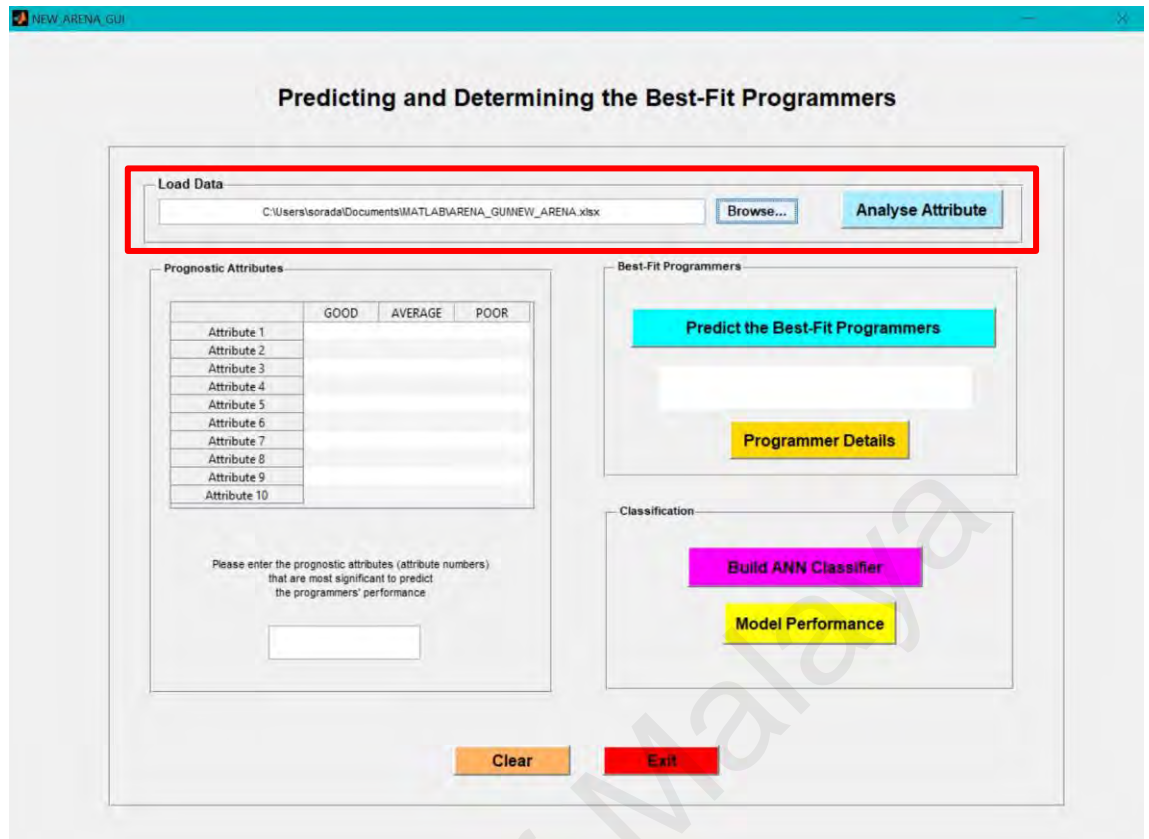 NEW_ARENA_GUI
Predicting and Determining the Best-Fit Programmers
Load Data
C:\Users\sorada\Documents\MATLAB\ARENA_GUI\NEW_ARENA.xlsx
Browse...
Analyse Attribute
Prognostic Attributes
GOOD AVERAGE POOR
Attribute 1
Attribute 2
Attribute 3
Attribute 4
Attribute 5
Attribute 6
Attribute 7
Attribute 8
Attribute 9
Attribute 10
Please enter the prognostic attributes (attribute numbers)
that are most significant to predict
the programmers' performance
Best-Fit Programmers
Predict the Best-Fit Programmers
Programmer Details
Classification
Build ANN Classifier
Model Performance
Clear
Exit
Malaya